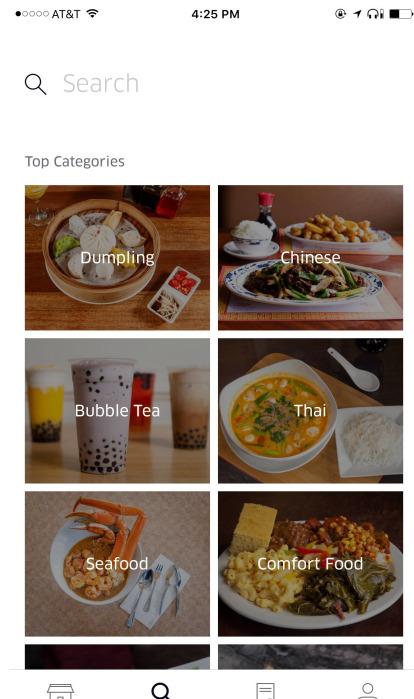 AT&T
4:25 PM
Search
Top Categories
Dumpling
Chinese
Bubble Tea
Thai
Seafood
Comfort Food